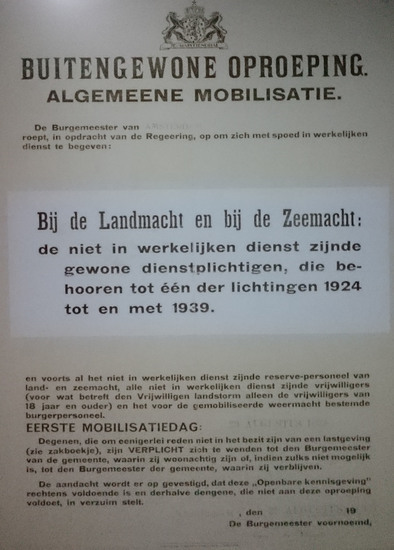 BUITENGEWONE OPROEPING.
ALGEMEENE MOBILISATIE.
De Burgemeester van
roept, in opdracht van de Regeering, op om zich met spoed in werkelijken
dienst te begeven:
Bij de Landmacht en bij de Zeemacht:
de niet in werkelijken dienst zijnde
gewone dienstplichtigen, die be-
hooren tot één der lichtingen 1924
tot en met 1939.
en voorts al het niet in werkelijken dienst zijnde reserve-personeel van
land- en zeemacht, alle niet in werkelijken dienst zijnde vrijwilligers
(voor wat betreft den Vrijwilligen landstorm alleen de vrijwilligers van
18 jaar en ouder) en het voor de gemobiliseerde weermacht bestemde
burgerpersoneel.
EERSTE MOBILISATIEDAG:
Degenen, die om eenigerlei reden niet in het bezit zijn van een lastgeving
(zie zakboekje), zijn VERPLICHT zich te wenden tot den Burgemeester
van de gemeente, waarin zij woonachtig zijn of, indien zulks niet mogelijk
is, tot den Burgemeester der gemeente, waarin zij verblijven.
De aandacht wordt er op gevestigd, dat deze „Openbare kennisgeving"
rechtens voldoende is en derhalve dengene, die niet aan deze oproeping
voldoet, in verzuim stelt.
, den 19
De Burgemeester voornoemd,